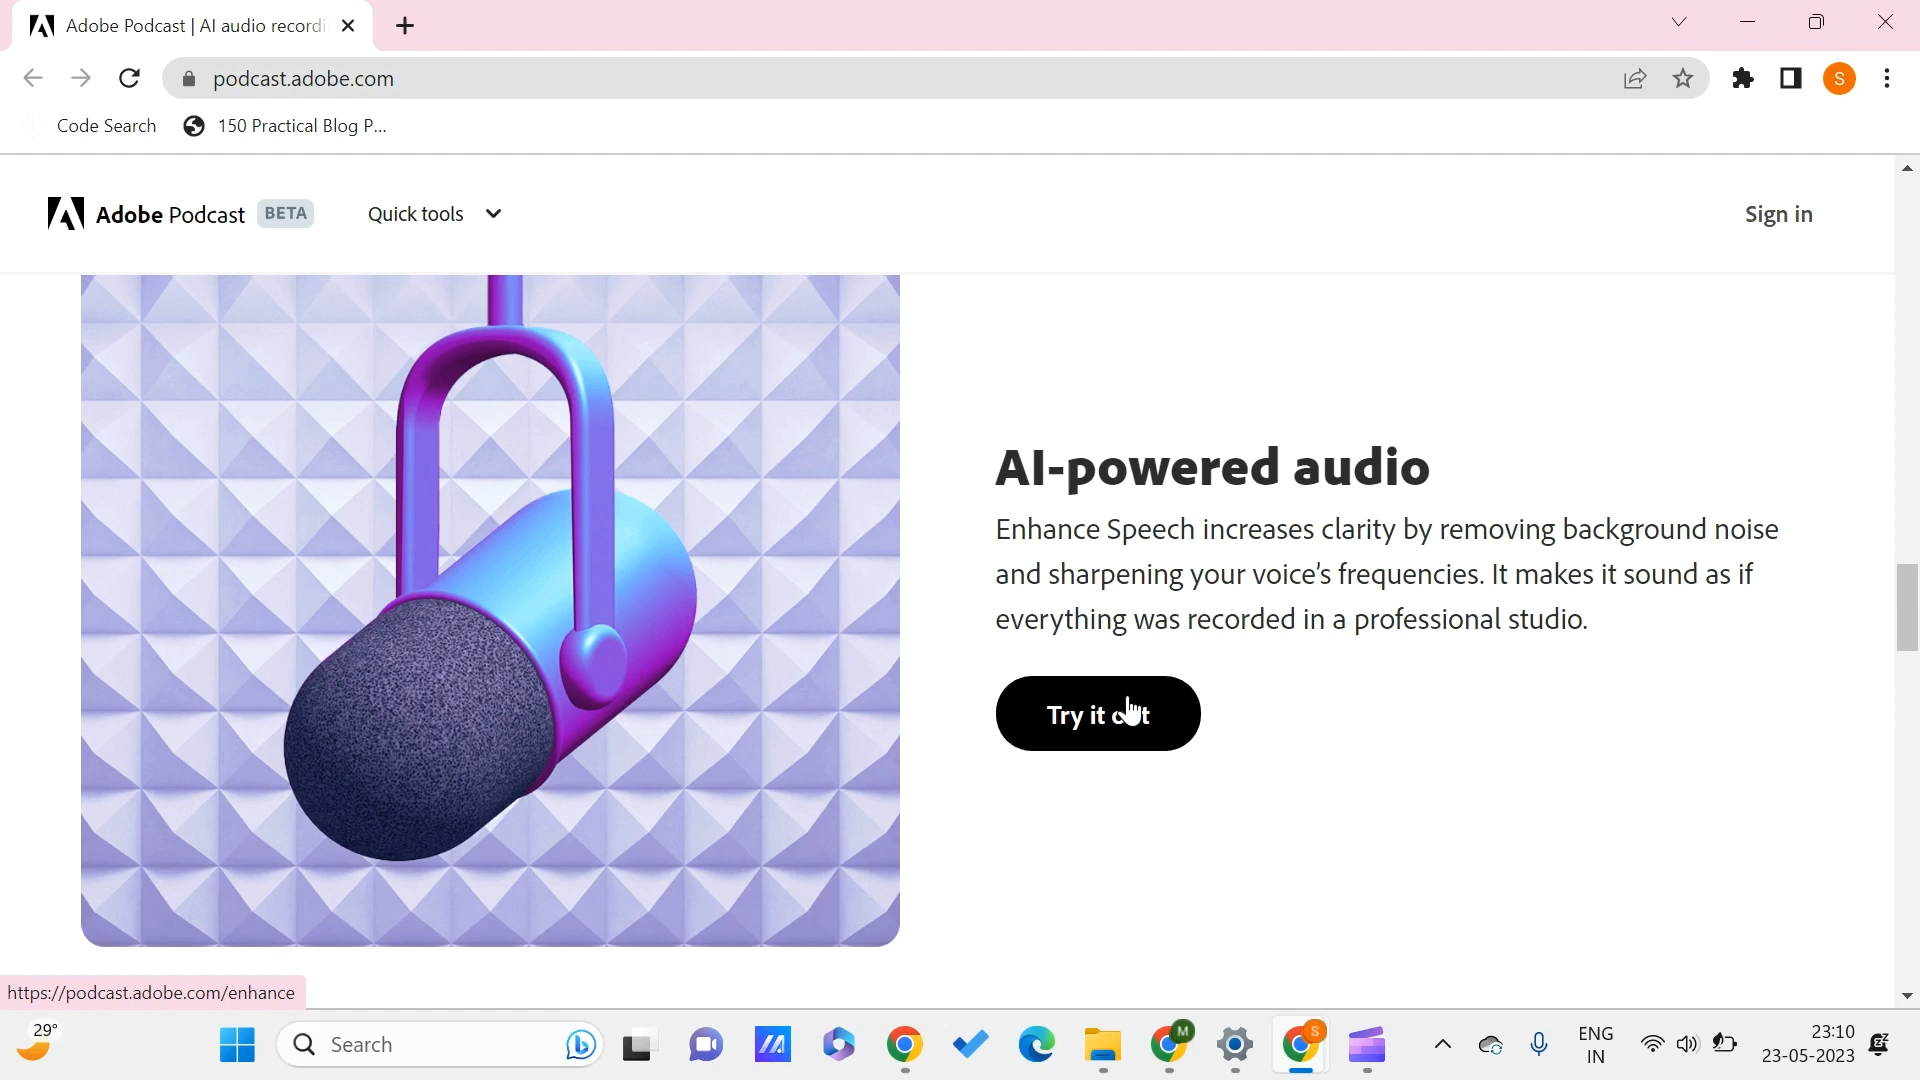 Adobe Podcast | AI audio recordi
podcast.adobe.com
S
Code Search
150 Practical Blog P...
Adobe Podcast BETA
Quick tools
Sign in
AI-powered audio
Enhance Speech increases clarity by removing background noise
and sharpening your voice's frequencies. It makes it sound as if
everything was recorded in a professional studio.
Try it out
https://podcast.adobe.com/enhance
29°
Search
M
S
ENG
IN
23:10
23-05-2023